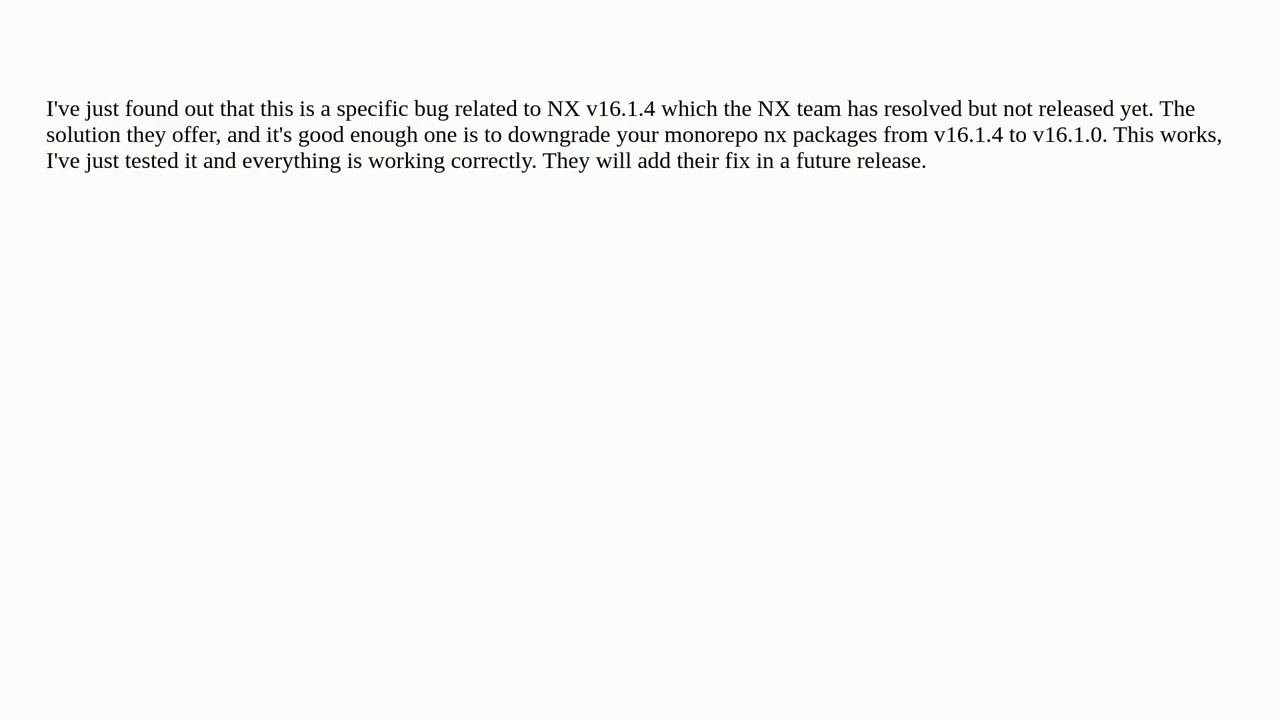 I've just found out that this is a specific bug related to NX v16.1.4 which the NX team has resolved but not released yet. The
solution they offer, and it's good enough one is to downgrade your monorepo nx packages from v16.1.4 to v16.1.0. This works,
I've just tested it and everything is working correctly. They will add their fix in a future release.